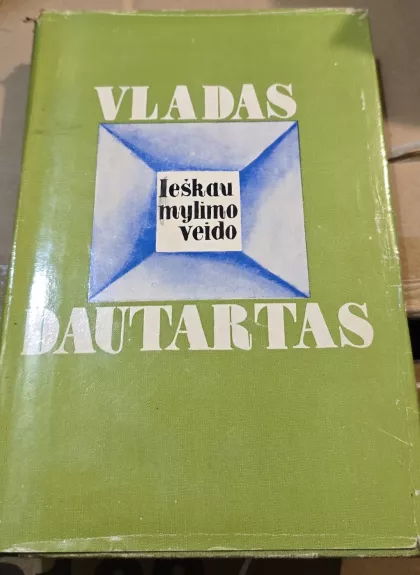 VLADAS
Ieškau
mylimo
veido
DAUTARTAS